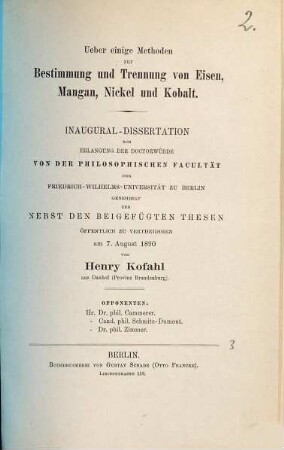 2.
Ueber einige Methoden
zur
Bestimmung und Trennung von Eisen,
Mangan, Nickel und Kobalt.
INAUGURAL-DISSERTATION
ZUR
ERLANGUNG DER DOCTORWÜRDE
VON DER PHILOSOPHISCHEN FACULTÄT
DER
FRIEDRICH-WILHELMS-UNIVERSITÄT ZU BERLIN
GENEHMIGT
UND
NEBST DEN BEIGEFÜGTEN THESEN
ÖFFENTLICH ZU VERTHEIDIGEN
am 7. August 1890
von
Henry Kofahl
aus (Provinz Brandenburg).
OPPONENTEN:
Hr. Dr. phil. Cammerer.
- Cand. phil. Schmitz-Dumont.
- Dr. phil. Zimmer.
3
BERLIN.
Buchdruckerei von Gustav Schade (Otto Francke).
Linienstrasse 158.